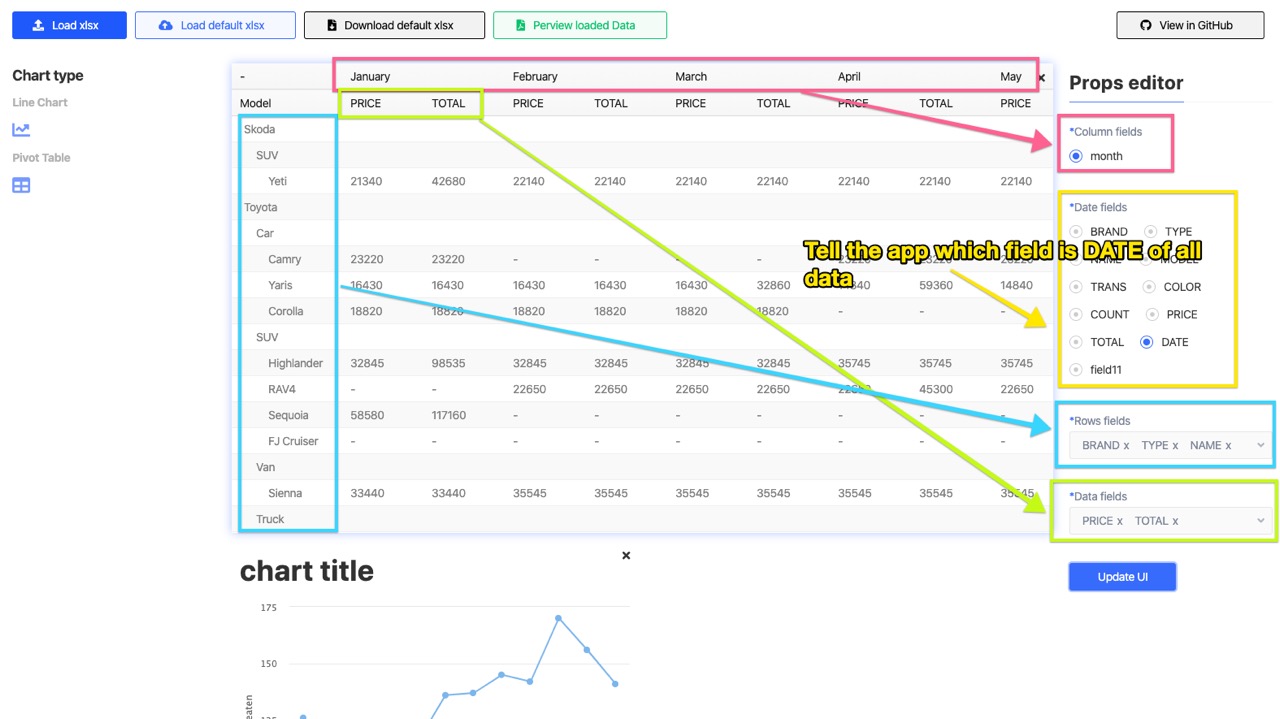 Load xlsx Load default xlsx Download default xlsx Perview loaded Data View in GitHub
Chart type
Line Chart
Pivot Table
- January February March April May x
Model PRICE TOTAL PRICE TOTAL PRICE TOTAL PRICE TOTAL PRICE
Skoda
SUV
Yeti 21340 42680 22140 22140 22140 22140 22140 22140 22140
Toyota
Car
Camry 23220 23220 - - - - 23220 23220 23220
Yaris 16430 16430 16430 16430 16430 32860 59360 14840
Corolla 18820 18820 18820 18820 18820 18820 - - -
SUV
Highlander 32845 98535 32845 32845 32845 32845 35745 35745 35745
RAV4 - - 22650 22650 22650 22650 22650 45300 22650
Sequoia 58580 117160 - - - - - - -
FJ Cruiser - - - - - - - - -
Van
Sienna 33440 33440 35545 35545 35545 35545 35545 35545 35545
Truck
Props editor
*Column fields
month
*Date fields
BRAND TYPE
NAME MODEL
Tell the app which field is DATE of all
data
TRANS COLOR
COUNT PRICE
TOTAL DATE
field11
*Rows fields
BRAND x TYPE x NAME x
*Data fields
PRICE x TOTAL x
Update UI
x
chart title
175
150